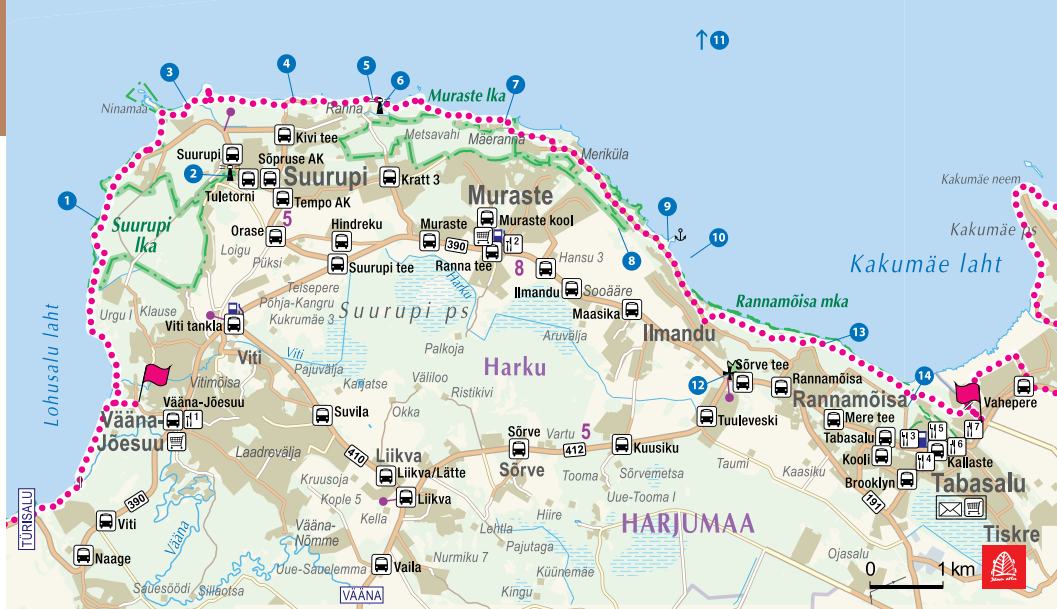 11
3
4
5
6
7
Ninamaa
Ranna
Muraste lka
Metsavahi
Mäeranna
Kivi tee
Suurupi
Sõpruse AK
Meriküla
2
Suurupi
Kratt 3
Kakumäe neem
Tuletorni
Tempo AK
Muraste
1
Suurupi
lka
5
Orase
Hindreku
Muraste
Muraste kool
9
10
Kakumäe ps
390
2
Loigu
Püksi
Suurupi tee
Ranna tee
8
Hansu 3
8
Kakumäe laht
Teisepere
Harku
Ilmandu
Sooääre
Rannamõisa mka
Urgu I
Klause
Põhja-Kangru
Kukrumäe 3
Suurupi ps
Maasika
Ilmandu
13
Lohusalu laht
Viti tankla
Aruvälja
Viti
Viti
Pajuvälja
Palkoja
Harku
Sõrve tee
14
Vitimõisa
Karjatse
Väliloo
Ristikivi
12
Rannamõisa
Rannamõisa
Vahepere
Vääna-Jõesuu
1
Vääna-
Jõesuu
Suvila
Okka
Tuuleveski
Mere tee
Tabasalu
3
5
7
6
Sõrve
Vartu
5
412
Kuusiku
Kooli
4
Kallaste
Laadrevälja
410
Liikva
Liikva/Lätte
Sõrve
Tooma
Sõrvemetsa
Taumi
Kaasiku
Brooklyn
Tabasalu
Kruusoja
Kople 5
Liikva
Uue-Tooma I
191
TÜRISALU
390
Viti
Vääna
Kella
Hiire
HARJUMAA
Tiskre
Vääna-
Nõmme
Lehtla
Pajutaga
Naage
Nurmiku 7
Küünemäe
Ojasalu
Uue-Sanelemma
Vaila
Kingu
Sauesöödi
Sillaotsa
VÄÄNA
0
1 km